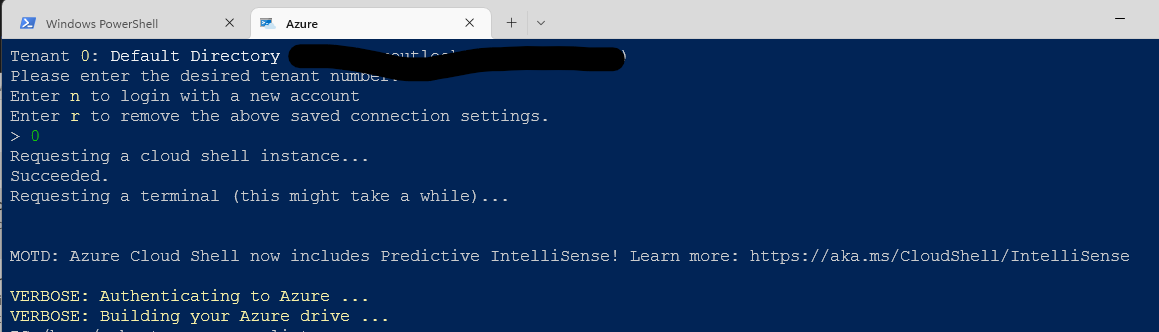 Windows PowerShell
Azure
Tenant 0: Default Directory )
Please enter the desired tenant number.
Enter n to login with a new account
Enter r to remove the above saved connection settings.
> 0
Requesting a cloud shell instance...
Succeeded.
Requesting a terminal (this might take a while)...
MOTD: Azure Cloud Shell now includes Predictive IntelliSense! Learn more: https://aka.ms/CloudShell/IntelliSense
VERBOSE: Authenticating to Azure ...
VERBOSE: Building your Azure drive ...